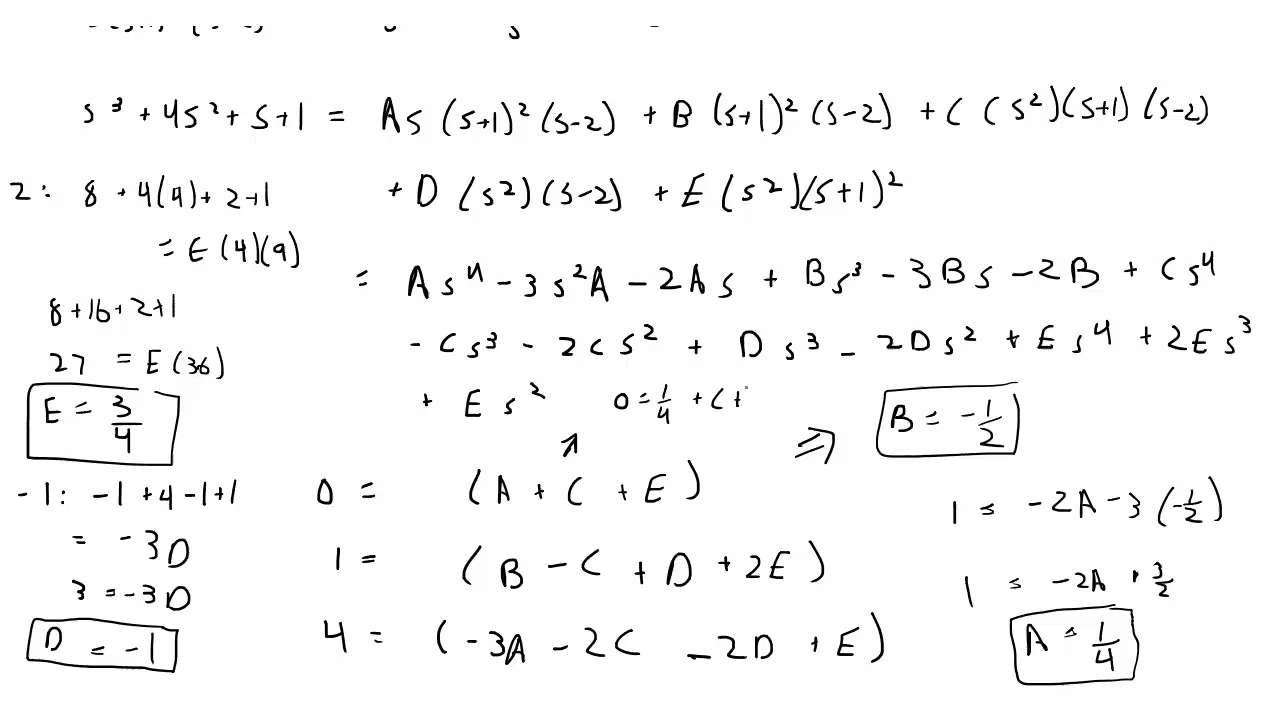 s³ + 4s² + s + 1 = As (s+1)² (s-2) + B (s+1)² (s-2) + C (s²)(s+1) (s-2)
+ D (s²)(s-2) + E (s²)(s+1)²
2: 8 + 4(4) + 2+1
= E (4)(9)
8+16+2+1
27 = E (36)
E = 3/4
-1: -1 +4 -1+1
= -3D
3 = -3D
D = -1
= As⁴ - 3s²A - 2As + Bs³ - 3Bs - 2B + Cs⁴
- Cs³ - 2Cs² + Ds³ - 2Ds² + Es⁴ + 2Es³
+ Es²
0 = 1/4 + C +
0 = (A + C + E)
1 = (B - C + D + 2E)
4 = (-3A - 2C - 2D + E)
⇒ B = -1/2
1 = -2A - 3 (-1/2)
1 = -2A + 3/2
A = 1/4